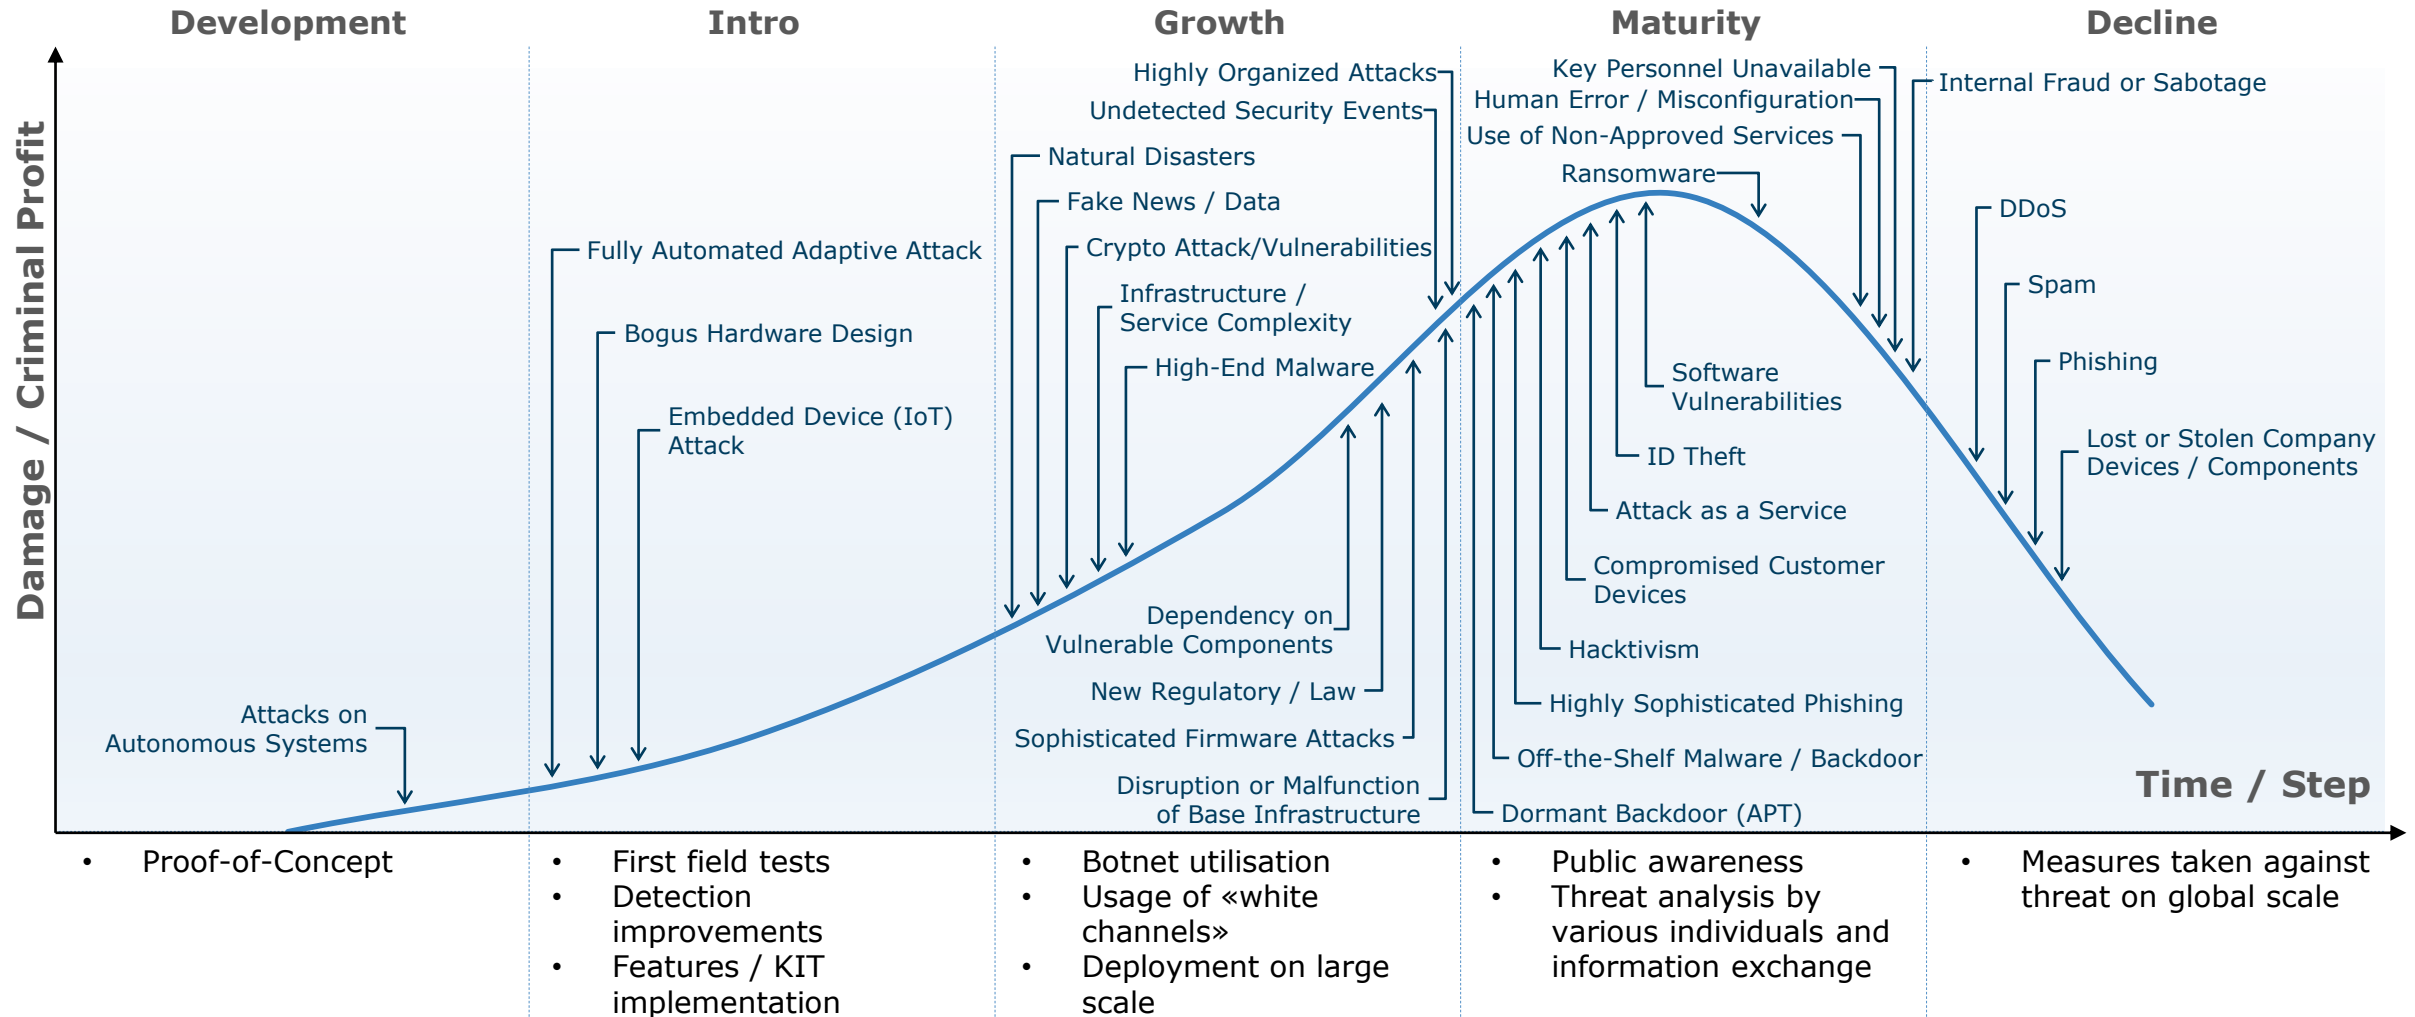 Development
Intro
Growth
Maturity
Decline
Damage / Criminal Profit
Attacks on
Autonomous Systems
Fully Automated Adaptive Attack
Bogus Hardware Design
Embedded Device (IoT)
Attack
Highly Organized Attacks
Undetected Security Events
Natural Disasters
Fake News / Data
Crypto Attack/Vulnerabilities
Infrastructure /
Service Complexity
High-End Malware
Dependency on
Vulnerable Components
New Regulatory / Law
Sophisticated Firmware Attacks
Disruption or Malfunction
of Base Infrastructure
Key Personnel Unavailable
Human Error / Misconfiguration
Use of Non-Approved Services
Ransomware
Software
Vulnerabilities
ID Theft
Attack as a Service
Compromised Customer
Devices
Hacktivism
Highly Sophisticated Phishing
Off-the-Shelf Malware / Backdoor
Dormant Backdoor (APT)
Internal Fraud or Sabotage
DDoS
Spam
Phishing
Lost or Stolen Company
Devices / Components
Time / Step
• Proof-of-Concept
• First field tests
• Detection
improvements
• Features / KIT
implementation
• Botnet utilisation
• Usage of «white
channels»
• Deployment on large
scale
• Public awareness
• Threat analysis by
various individuals and
information exchange
• Measures taken against
threat on global scale